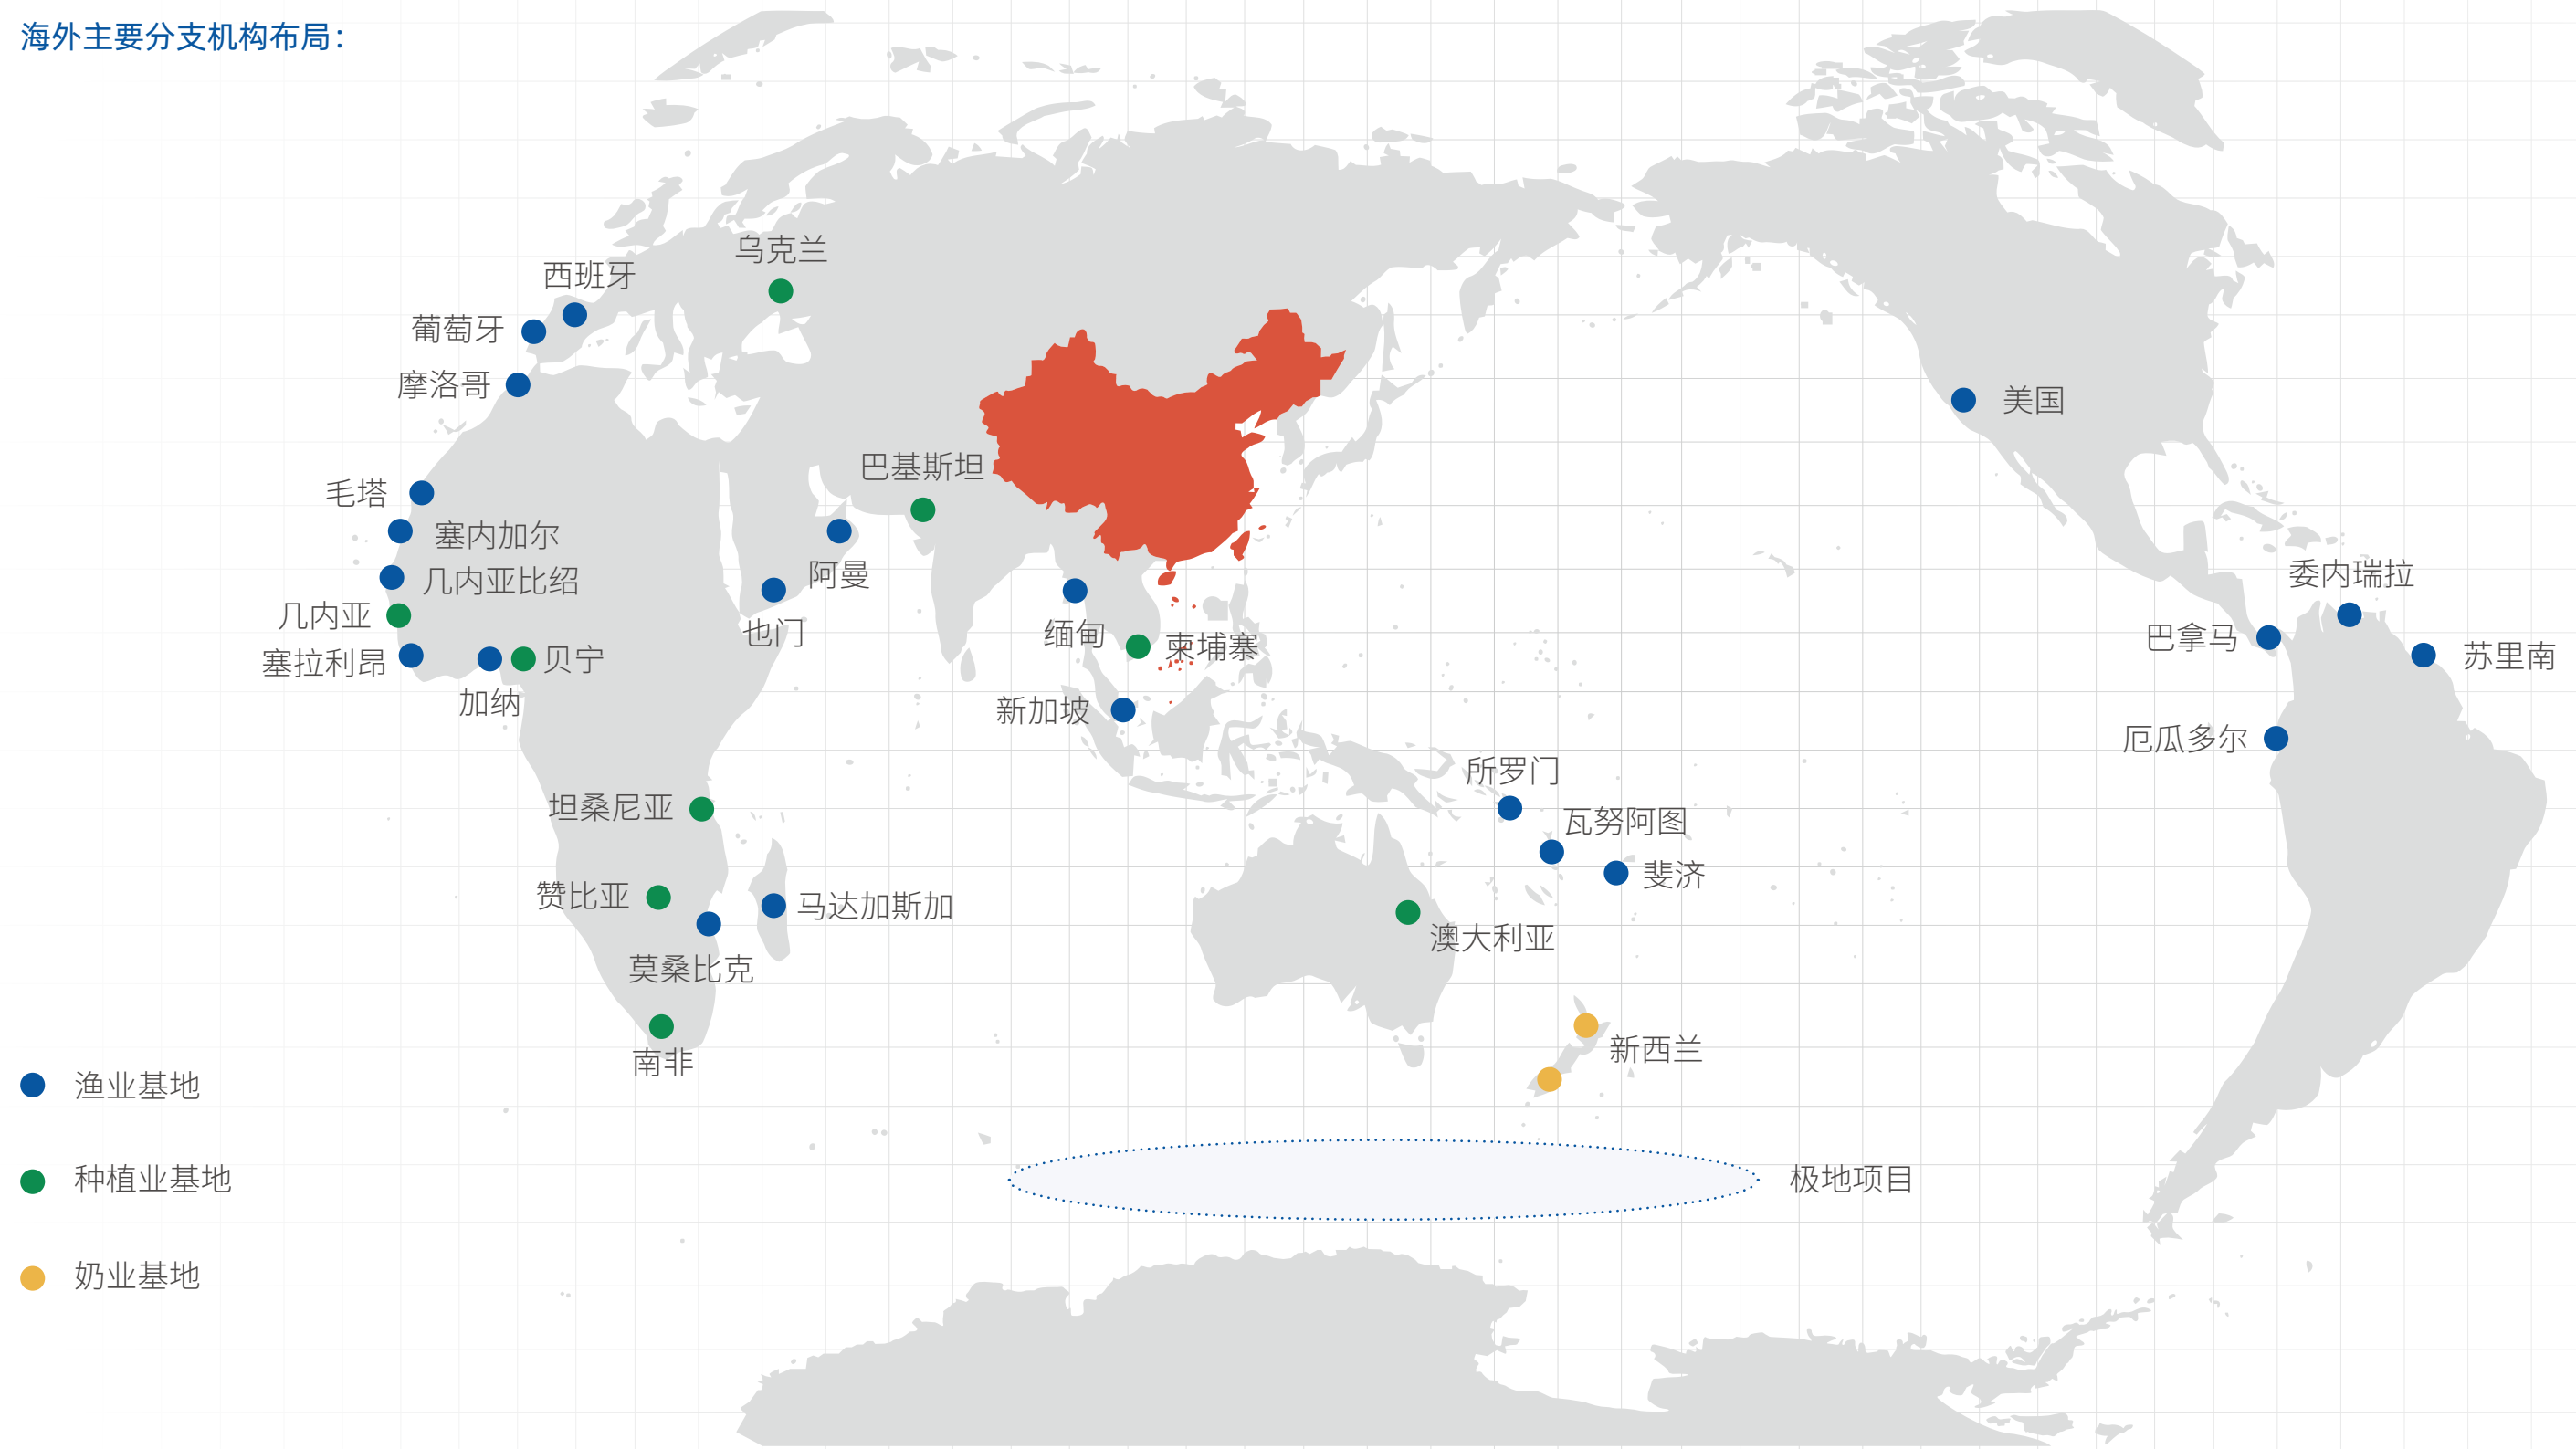 海外主要分支机构布局：
乌克兰
西班牙
葡萄牙
摩洛哥
美国
巴基斯坦
毛塔
塞内加尔
阿曼
几内亚比绍
委内瑞拉
几内亚
也门
缅甸
柬埔寨
巴拿马
苏里南
塞拉利昂
贝宁
加纳
新加坡
厄瓜多尔
所罗门
坦桑尼亚
瓦努阿图
斐济
赞比亚
马达加斯加
澳大利亚
莫桑比克
新西兰
南非
渔业基地
种植业基地
极地项目
奶业基地